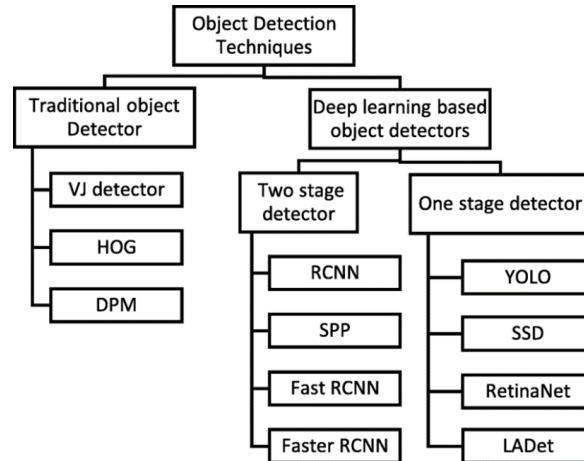 Object Detection
Techniques
Traditional object
Detector
Deep learning based
object detectors
VJ detector
HOG
DPM
Two stage
detector
One stage detector
RCNN
SPP
Fast RCNN
Faster RCNN
YOLO
SSD
RetinaNet
LADet